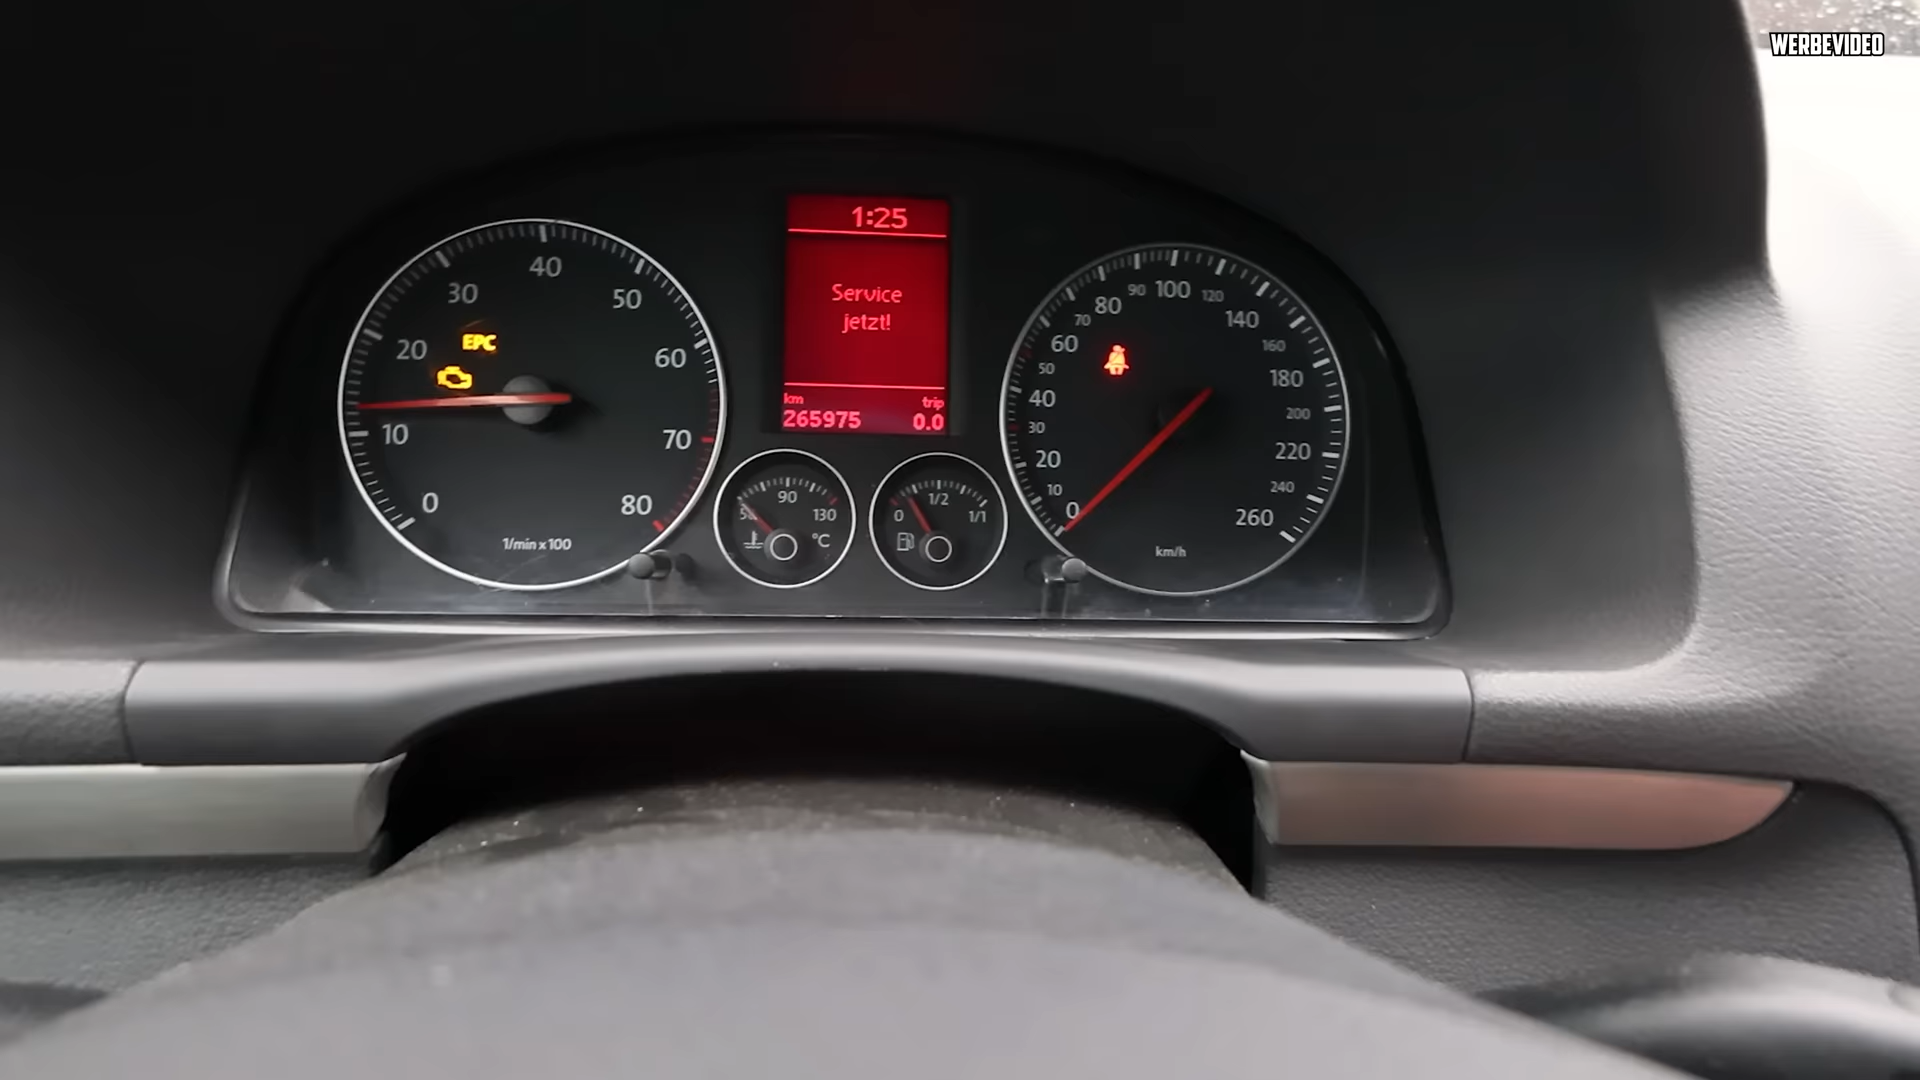 WERBEVIDEO
1:25
Service
jetzt!
km trip
265975 0.0
0 10 20 30 40 50 60 70 80
EPC
1/min x 100
50 90 130
°C
0 1/2 1/1
0 10 20 30 40 50 60 70 80 90 100 120 140 160 180 200 220 240 260
km/h